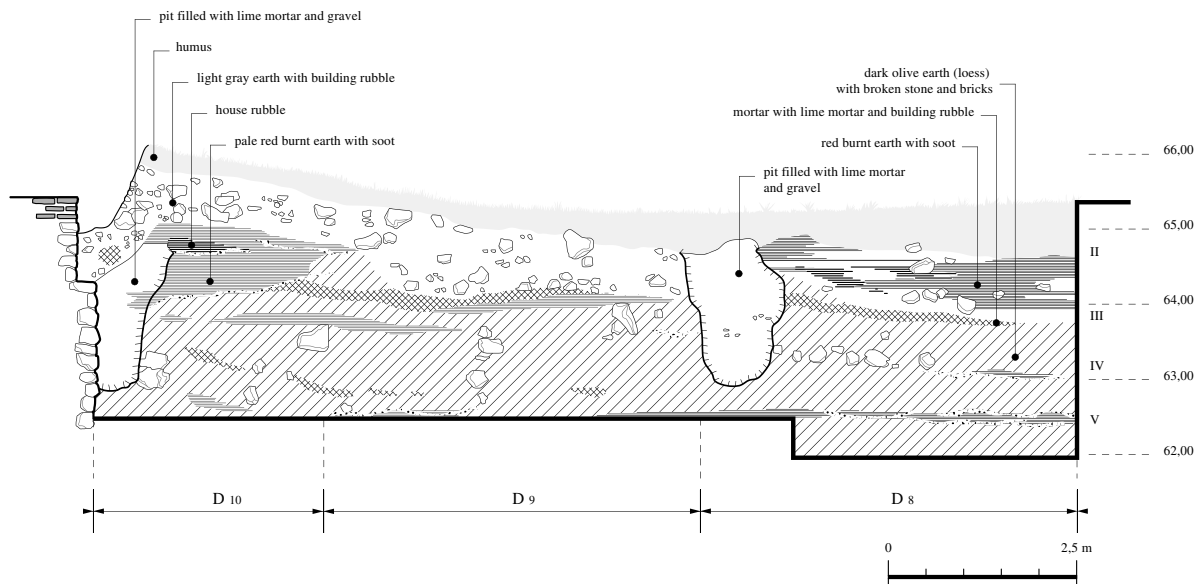 pit filled with lime mortar and gravel
humus
light gray earth with building rubble
house rubble
pale red burnt earth with soot
dark olive earth (loess)
with broken stone and bricks
mortar with lime mortar and building rubble
red burnt earth with soot
pit filled with lime mortar
and gravel
66,00
65,00
II
64,00
III
IV
63,00
V
62,00
D 10
D 9
D 8
0
2,5 m